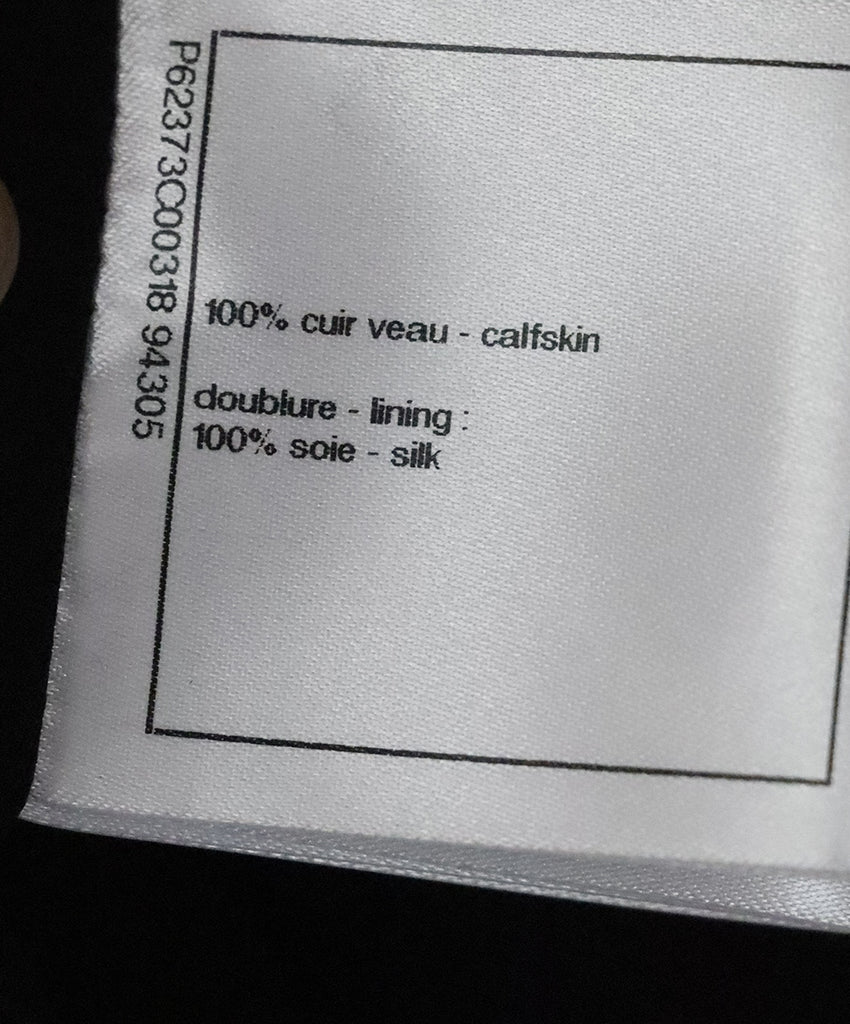 P62373C00318 94305
100% cuir veau - calfskin
doublure - lining :
100% soie - silk